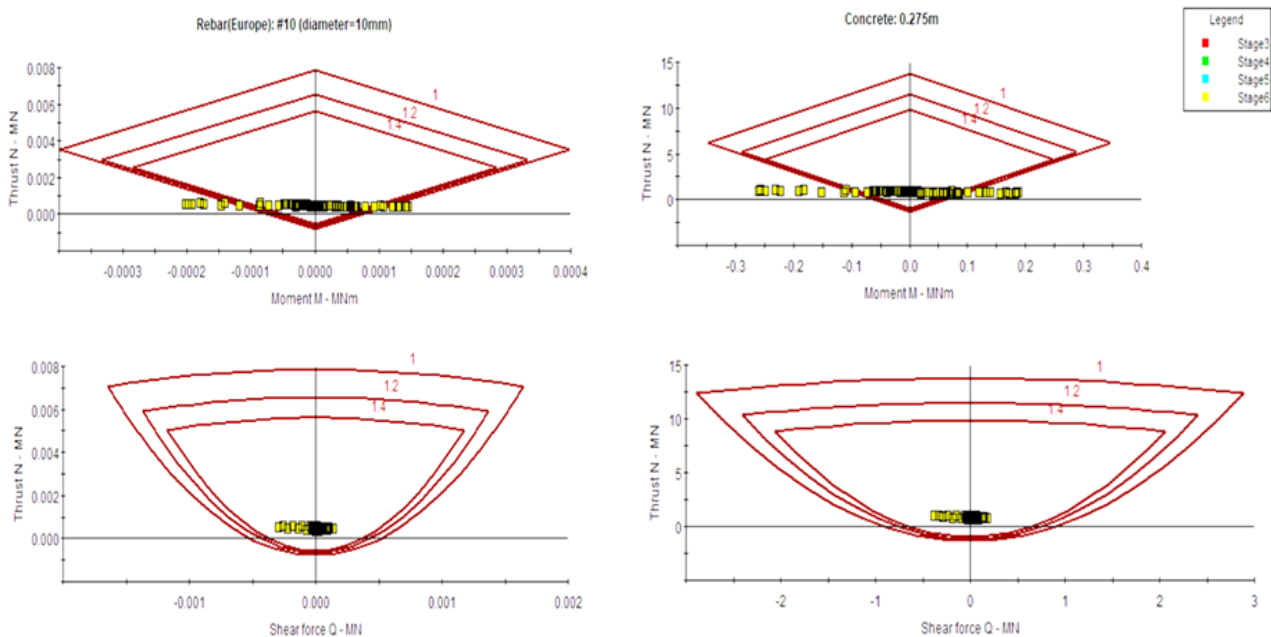 Rebar(Europe): #10 (diameter=10mm)
Concrete: 0.275m
Legend
Stage3
Stage4
Stage5
Stage6
Thrust N - MN
0.008
0.006
0.004
0.002
0.000
1
1.2
1.4
-0.0003 -0.0002 -0.0001 0.0000 0.0001 0.0002 0.0003 0.0004
Moment M - MNm
Thrust N - MN
15
10
5
0
1
1.2
1.4
-0.3 -0.2 -0.1 0.0 0.1 0.2 0.3 0.4
Moment M - MNm
Thrust N - MN
0.008
0.006
0.004
0.002
0.000
1
1.2
1.4
-0.001 0.000 0.001 0.002
Shear force Q - MN
Thrust N - MN
15
10
5
0
1
1.2
1.4
-2 -1 0 1 2 3
Shear force Q - MN